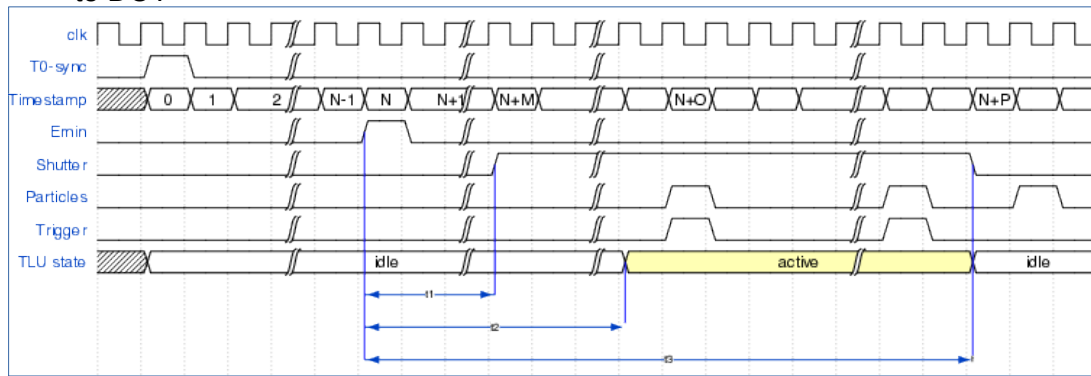 clk
T0-sync
Timestamp 0 1 2 N-1 N N+1 N+M N+O N+P
Emin
Shutter
Particles
Trigger
TLU state idle active idle
t1
t2
t3